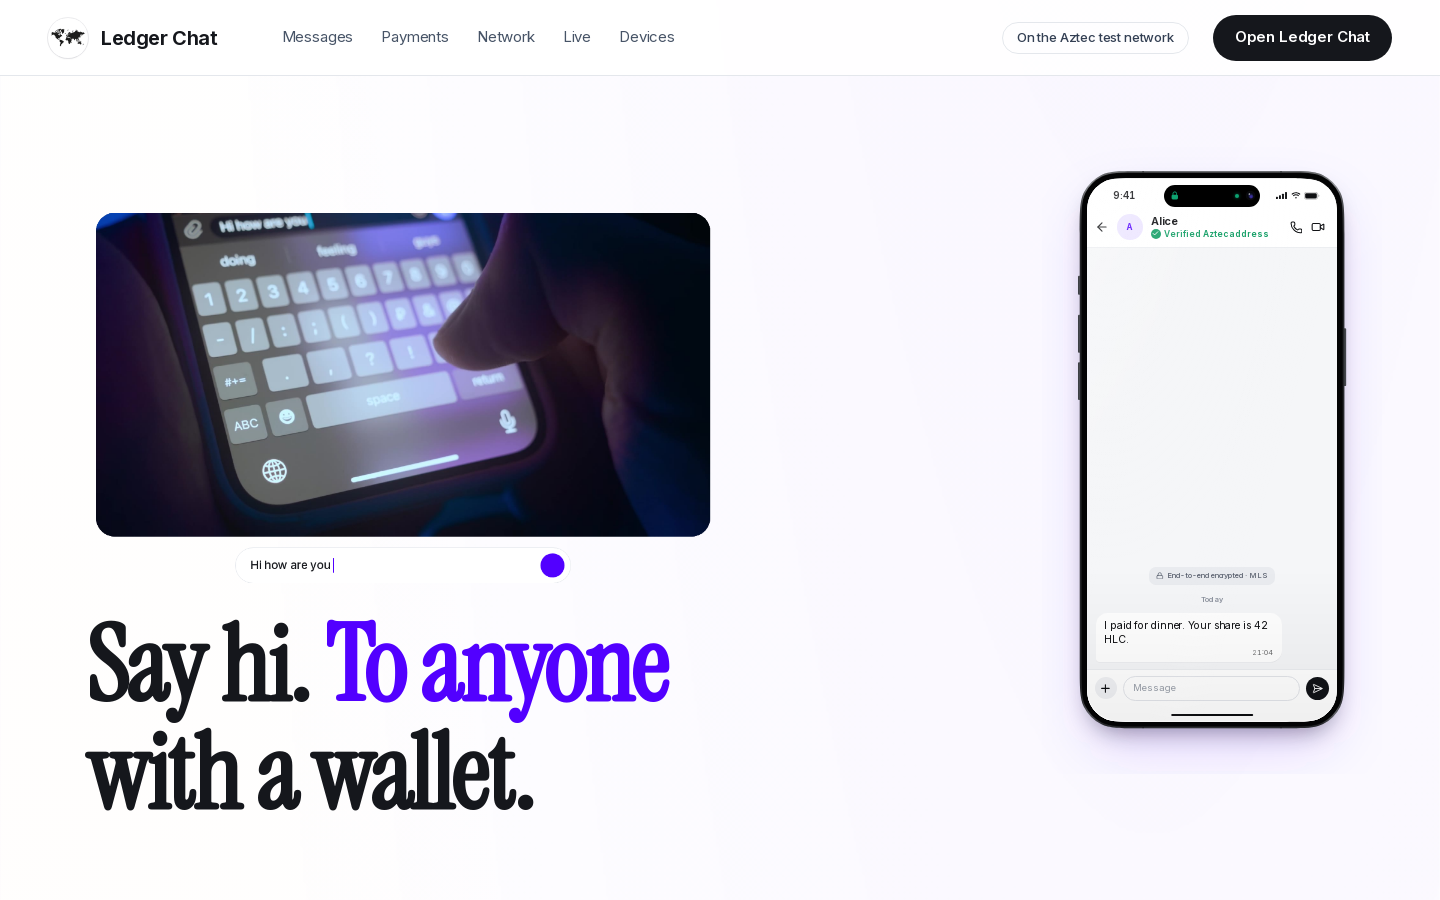 Ledger Chat
Messages
Payments
Network
Live
Devices
On the Aztec test network
Open Ledger Chat
Hi how are you
doing
feeling
guys
1 2 3 4 5 6 7 8 9
- / : ; ( ) ₽ &
#+= . , ? !
ABC
space
return
Hi how are you
Say hi. To anyone
with a wallet.
9:41
A
Alice
Verified Aztec address
End-to-end encrypted · MLS
Today
I paid for dinner. Your share is 42
HLC.
21:04
Message